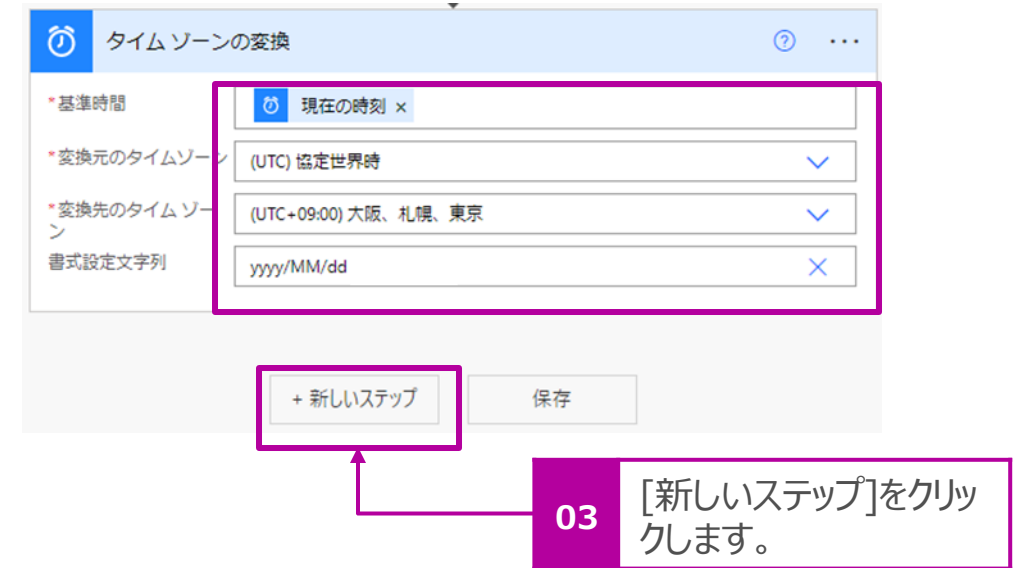 タイム ゾーンの変換
*基準時間
現在の時刻 ×
*変換元のタイムゾーン
(UTC) 協定世界時
*変換先のタイム ゾー
ン
(UTC+09:00) 大阪、札幌、東京
書式設定文字列
yyyy/MM/dd
+ 新しいステップ
保存
03
[新しいステップ]をクリッ
クします。